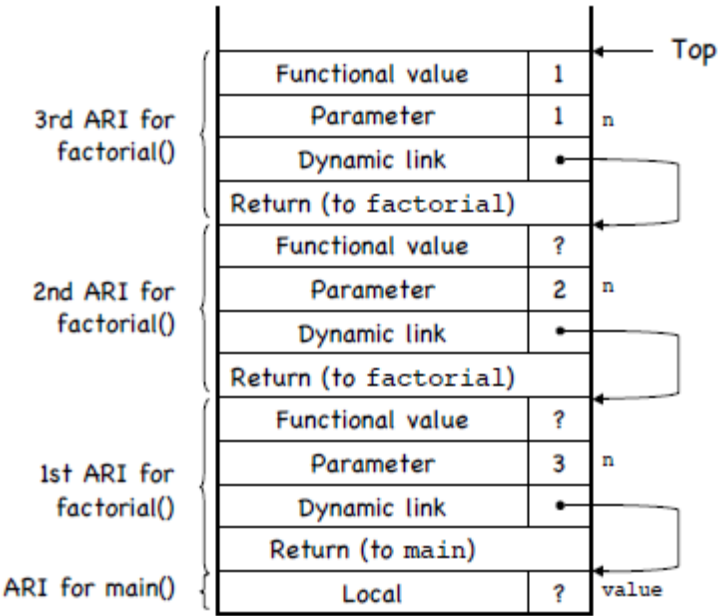 Top
Functional value 1
3rd ARI for
factorial()
Parameter 1 n
Dynamic link
Return (to factorial)
Functional value ?
2nd ARI for
factorial()
Parameter 2 n
Dynamic link
Return (to factorial)
Functional value ?
1st ARI for
factorial()
Parameter 3 n
Dynamic link
Return (to main)
ARI for main()
Local ? value